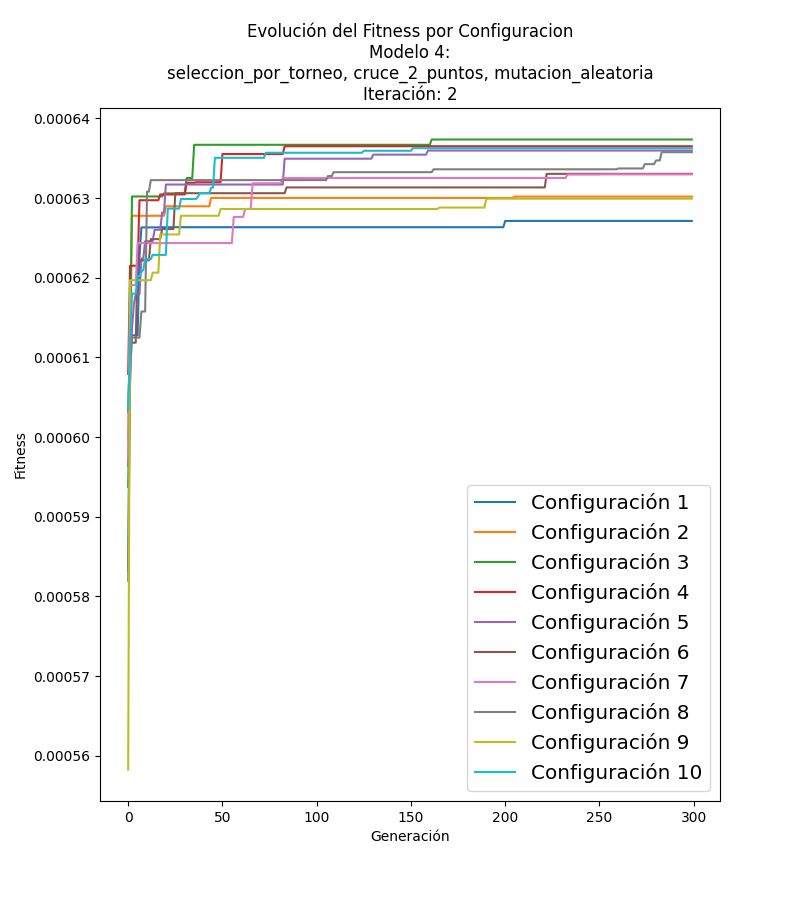 Evolución del Fitness por Configuracion
Modelo 4:
seleccion_por_torneo, cruce_2_puntos, mutacion_aleatoria
Iteración: 2
0.00064
0.00063
0.00062
0.00061
0.00060
0.00059
0.00058
0.00057
0.00056
Fitness
Configuración 1
Configuración 2
Configuración 3
Configuración 4
Configuración 5
Configuración 6
Configuración 7
Configuración 8
Configuración 9
Configuración 10
0 50 100 150 200 250 300
Generación